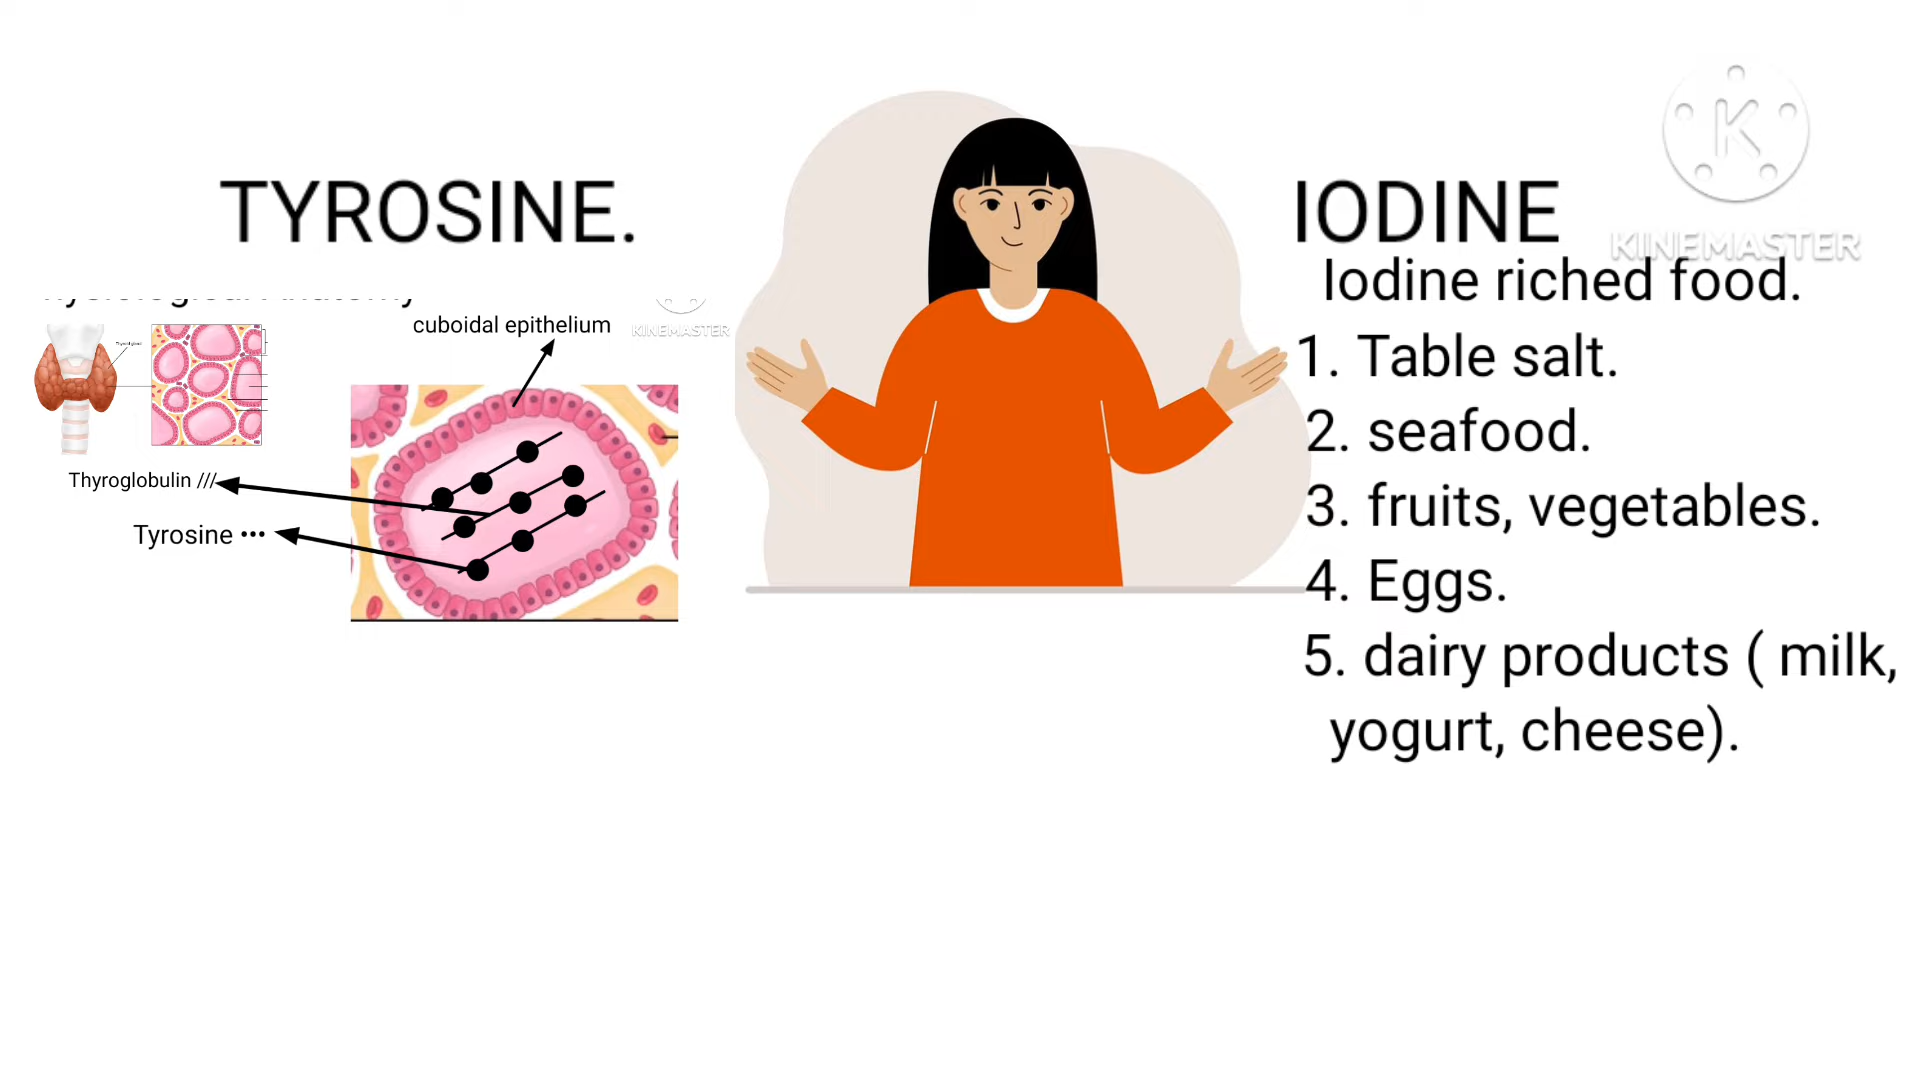 TYROSINE.
cuboidal epithelium
KINEMASTER
Thyroglobulin ///
Tyrosine •••
IODINE
K
KINEMASTER
Iodine riched food.
1. Table salt.
2. seafood.
3. fruits, vegetables.
4. Eggs.
5. dairy products ( milk,
yogurt, cheese).